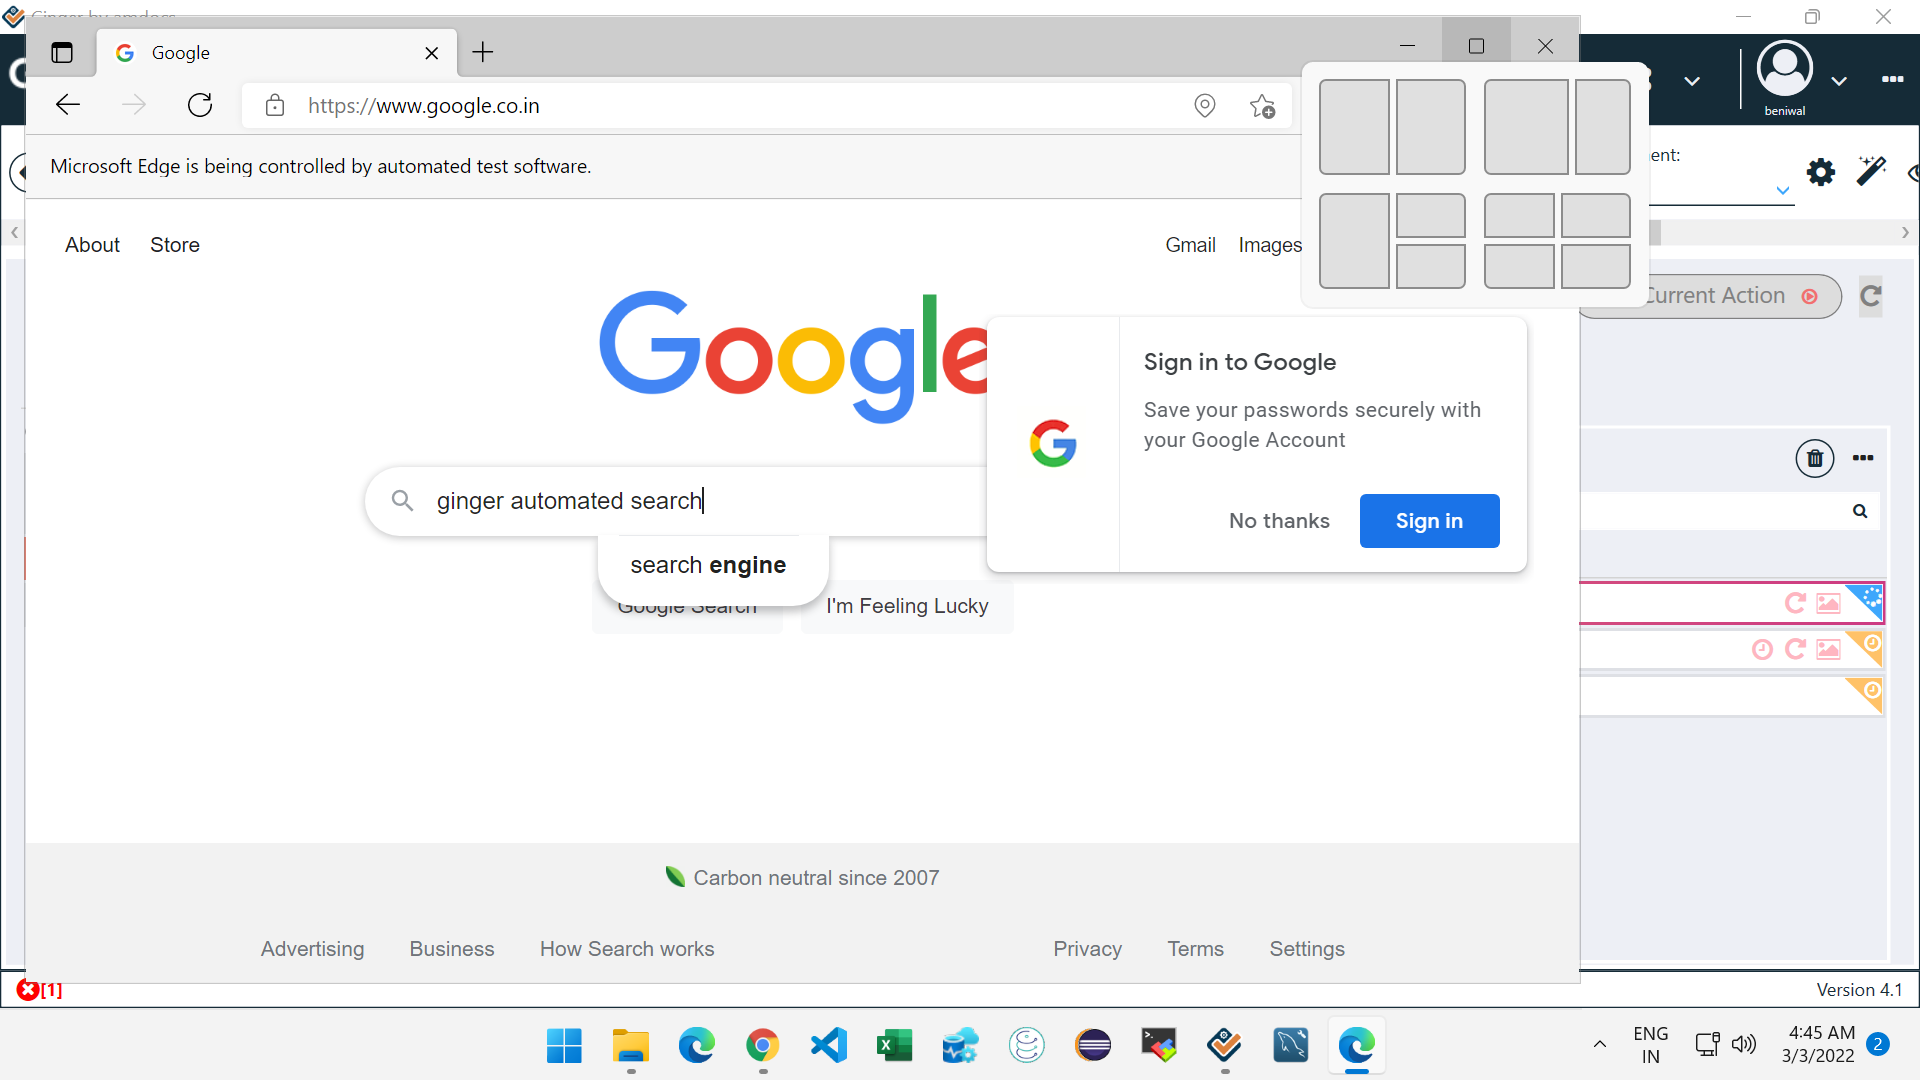 Ginger by amdocs
Google
https://www.google.co.in
beniwal
Microsoft Edge is being controlled by automated test software.
ent:
About Store Gmail Images
Current Action
Google
Sign in to Google
Save your passwords securely with
your Google Account
No thanks Sign in
ginger automated search
search engine
Google Search I'm Feeling Lucky
Carbon neutral since 2007
Advertising Business How Search works Privacy Terms Settings
[1] Version 4.1
ENG 4:45 AM
IN 3/3/2022 2